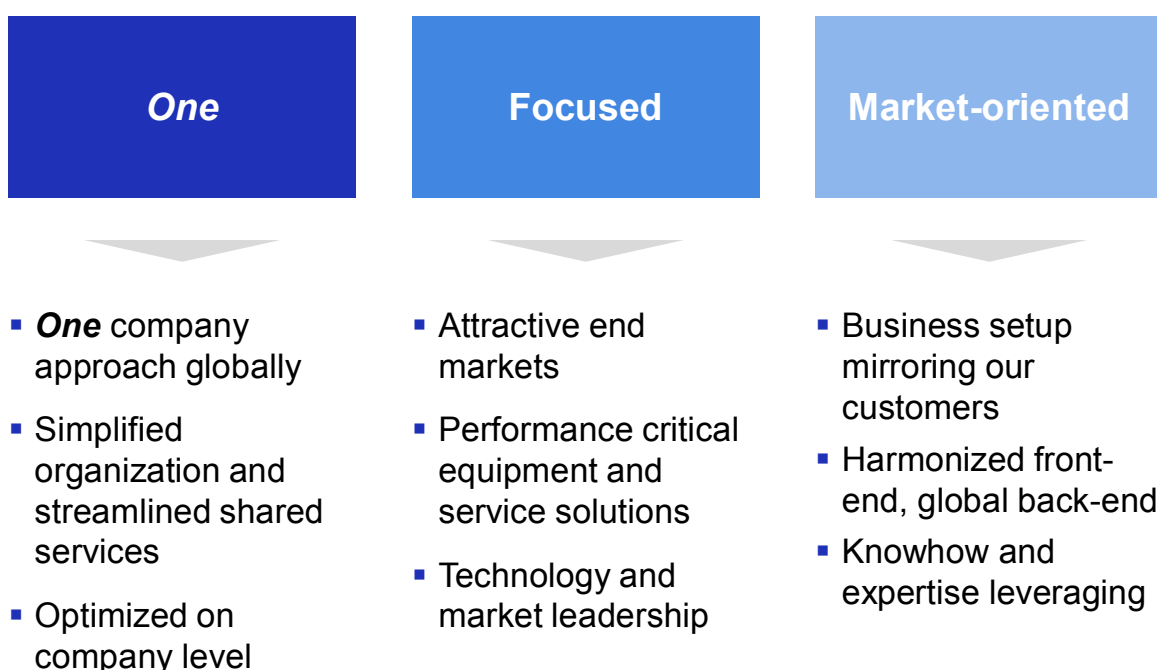 One
Focused
Market-oriented
▪ One company
approach globally
▪ Simplified
organization and
streamlined shared
services
▪ Optimized on
company level
▪ Attractive end
markets
▪ Performance critical
equipment and
service solutions
▪ Technology and
market leadership
▪ Business setup
mirroring our
customers
▪ Harmonized front-
end, global back-end
▪ Knowhow and
expertise leveraging